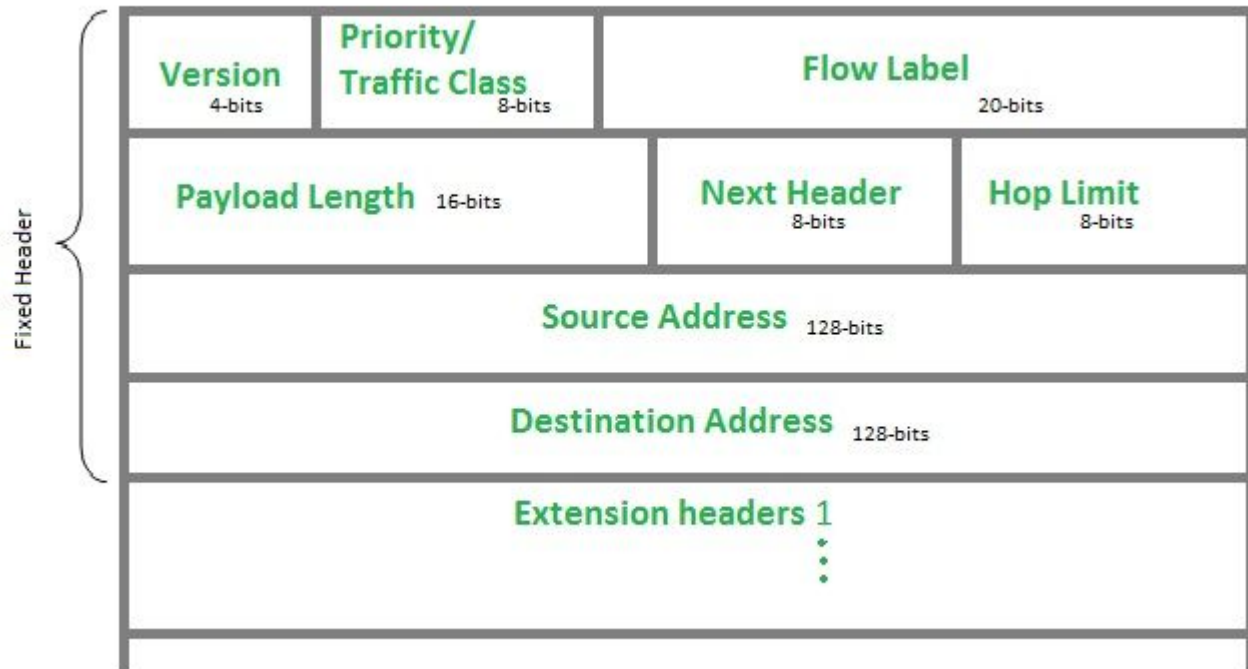 Fixed Header
Version
4-bits
Priority/
Traffic Class
8-bits
Flow Label
20-bits
Payload Length 16-bits
Next Header
8-bits
Hop Limit
8-bits
Source Address 128-bits
Destination Address 128-bits
Extension headers 1